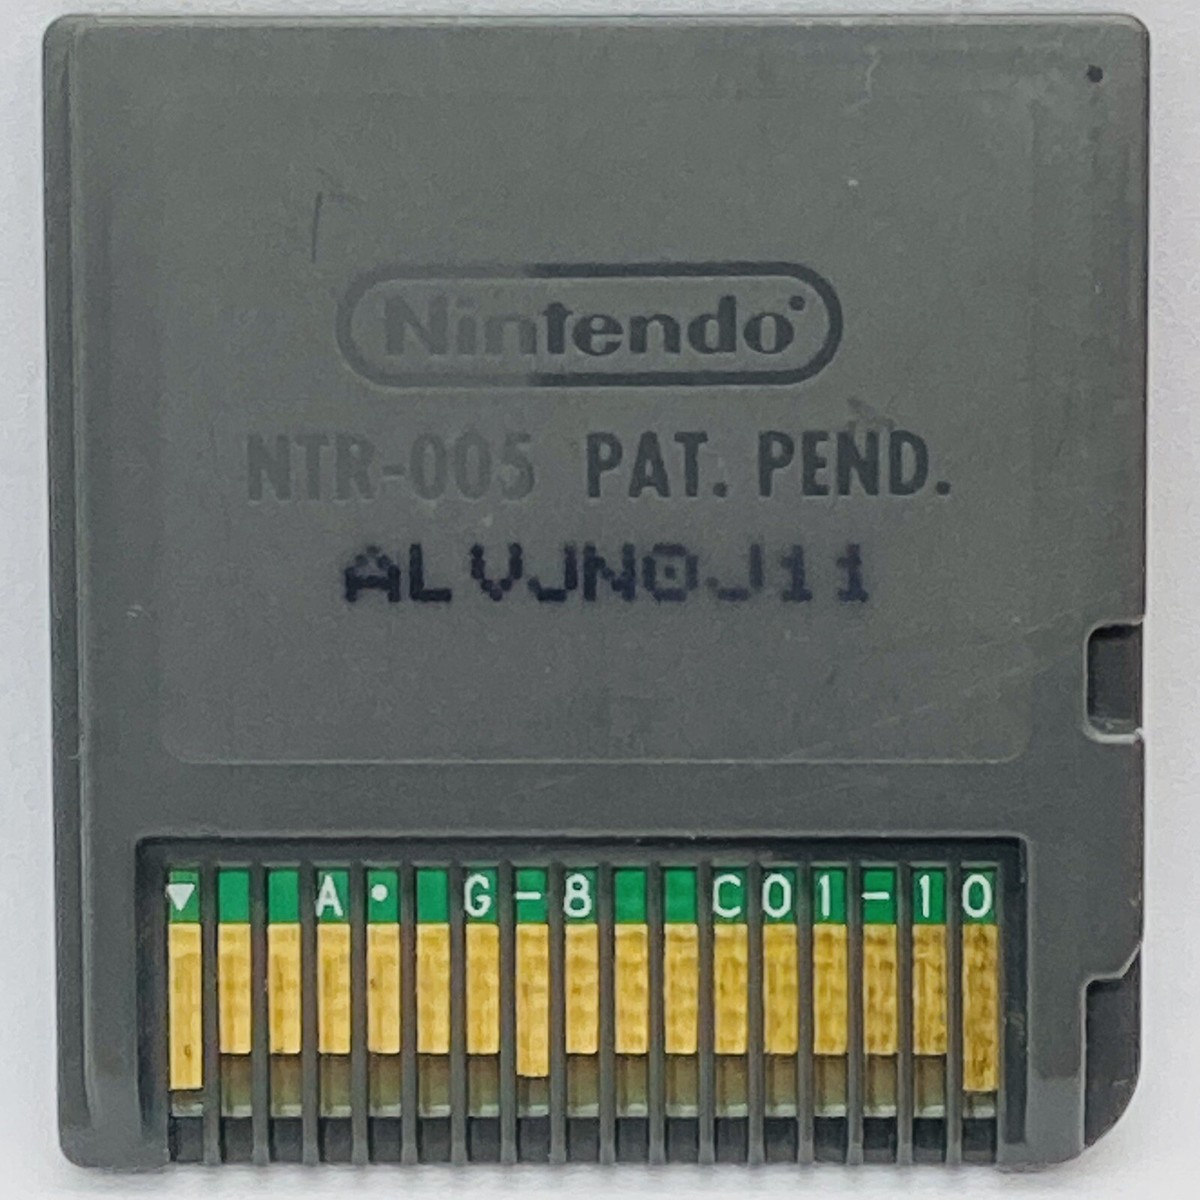 Nintendo
NTR-005 PAT. PEND.
ALVJN0J11
▼ A • G-8 C01-10